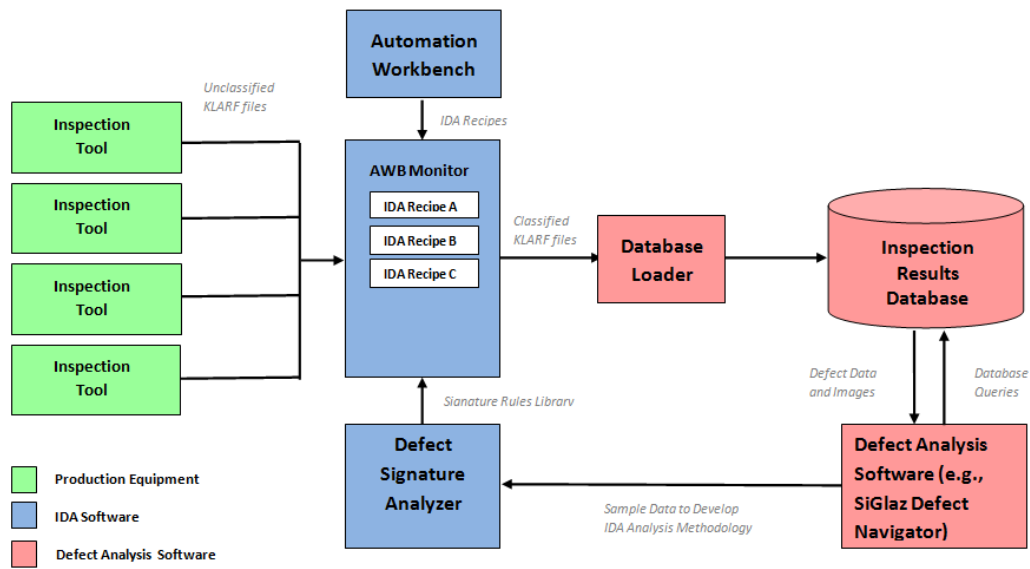 Automation
Workbench
Unclassified
KLARF files
IDA Recipes
Inspection
Tool
Inspection
Tool
Inspection
Tool
Inspection
Tool
AWB Monitor
IDA Recipe A
IDA Recipe B
IDA Recipe C
Classified
KLARF files
Database
Loader
Inspection
Results
Database
Defect Data
and Images
Database
Queries
Signature Rules Library
Defect
Signature
Analyzer
Defect Analysis
Software (e.g.,
SiGlaz Defect
Navigator)
Sample Data to Develop
IDA Analysis Methodology
Production Equipment
IDA Software
Defect Analysis Software